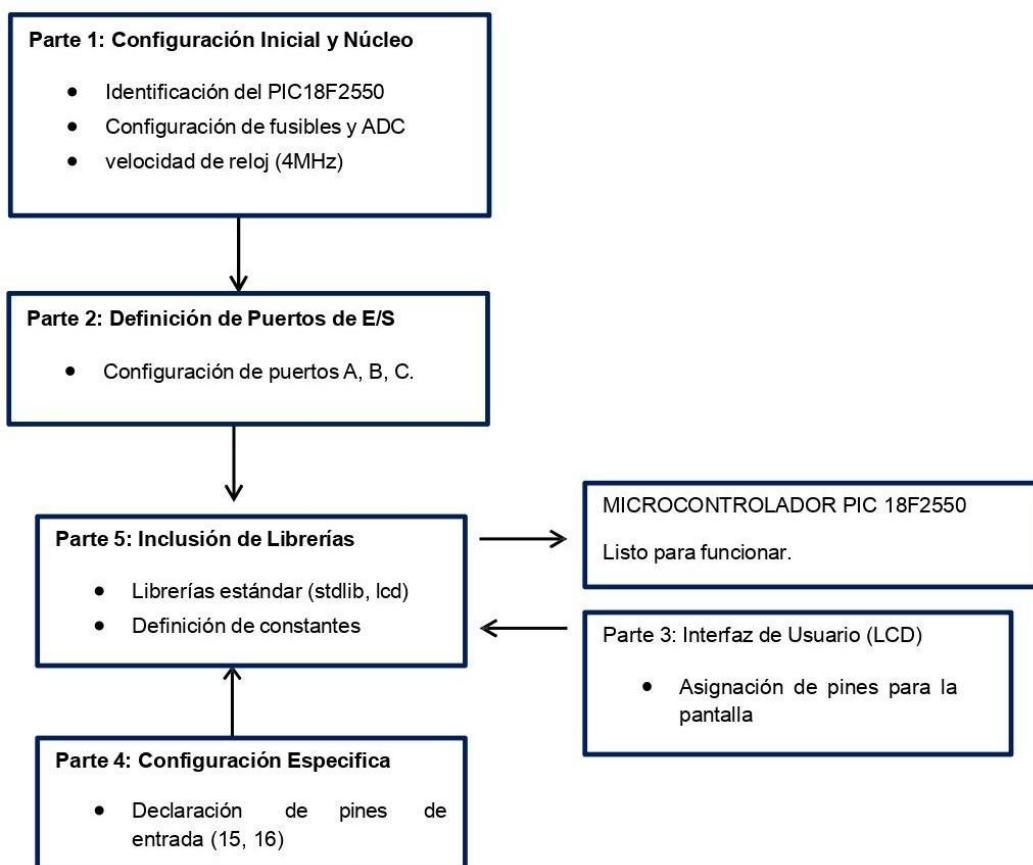 Parte 1: Configuración Inicial y Núcleo
● Identificación del PIC18F2550
● Configuración de fusibles y ADC
● velocidad de reloj (4MHz)
Parte 2: Definición de Puertos de E/S
● Configuración de puertos A, B, C.
Parte 5: Inclusión de Librerías
● Librerías estándar (stdlib, lcd)
● Definición de constantes
MICROCONTROLADOR PIC 18F2550
Listo para funcionar.
Parte 3: Interfaz de Usuario (LCD)
● Asignación de pines para la
pantalla
Parte 4: Configuración Especifica
● Declaración de pines de
entrada (15, 16)